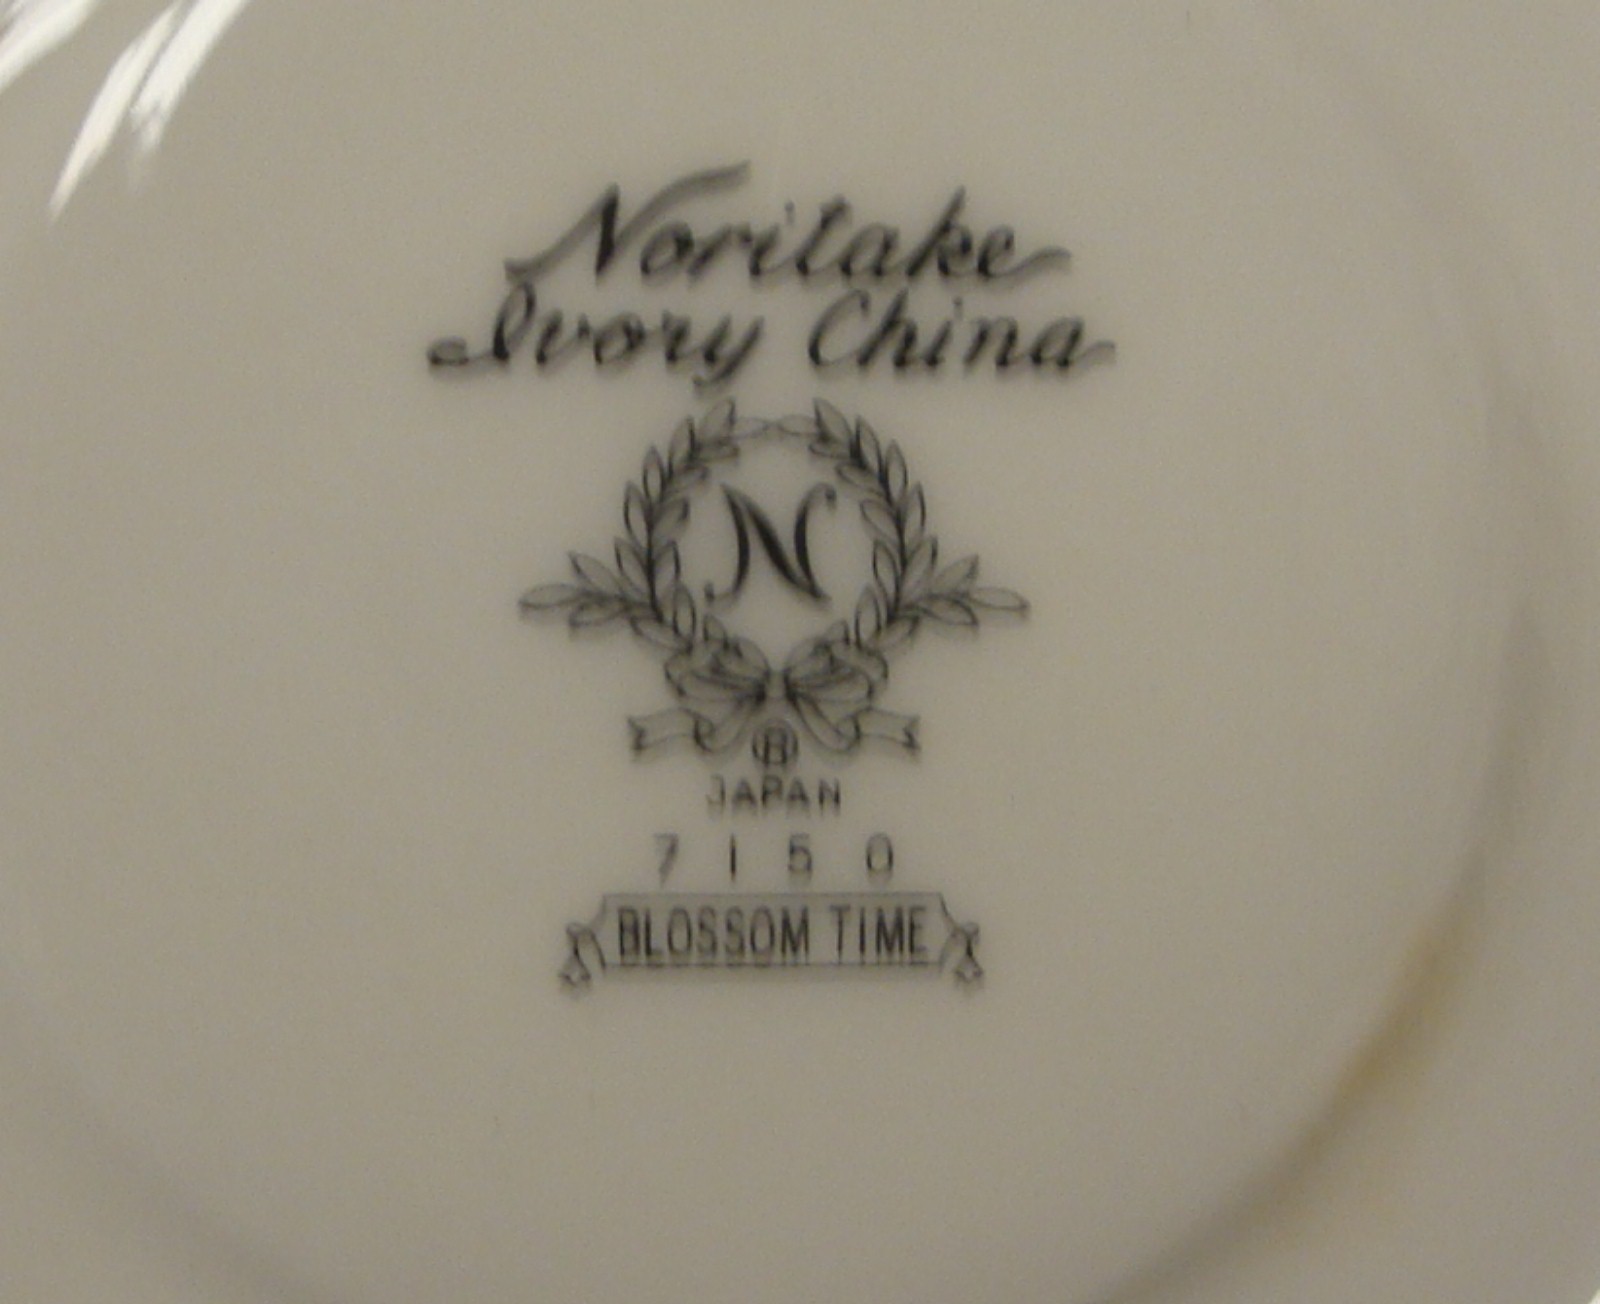 Noritake
Ivory China
N
®
JAPAN
7150
BLOSSOM TIME